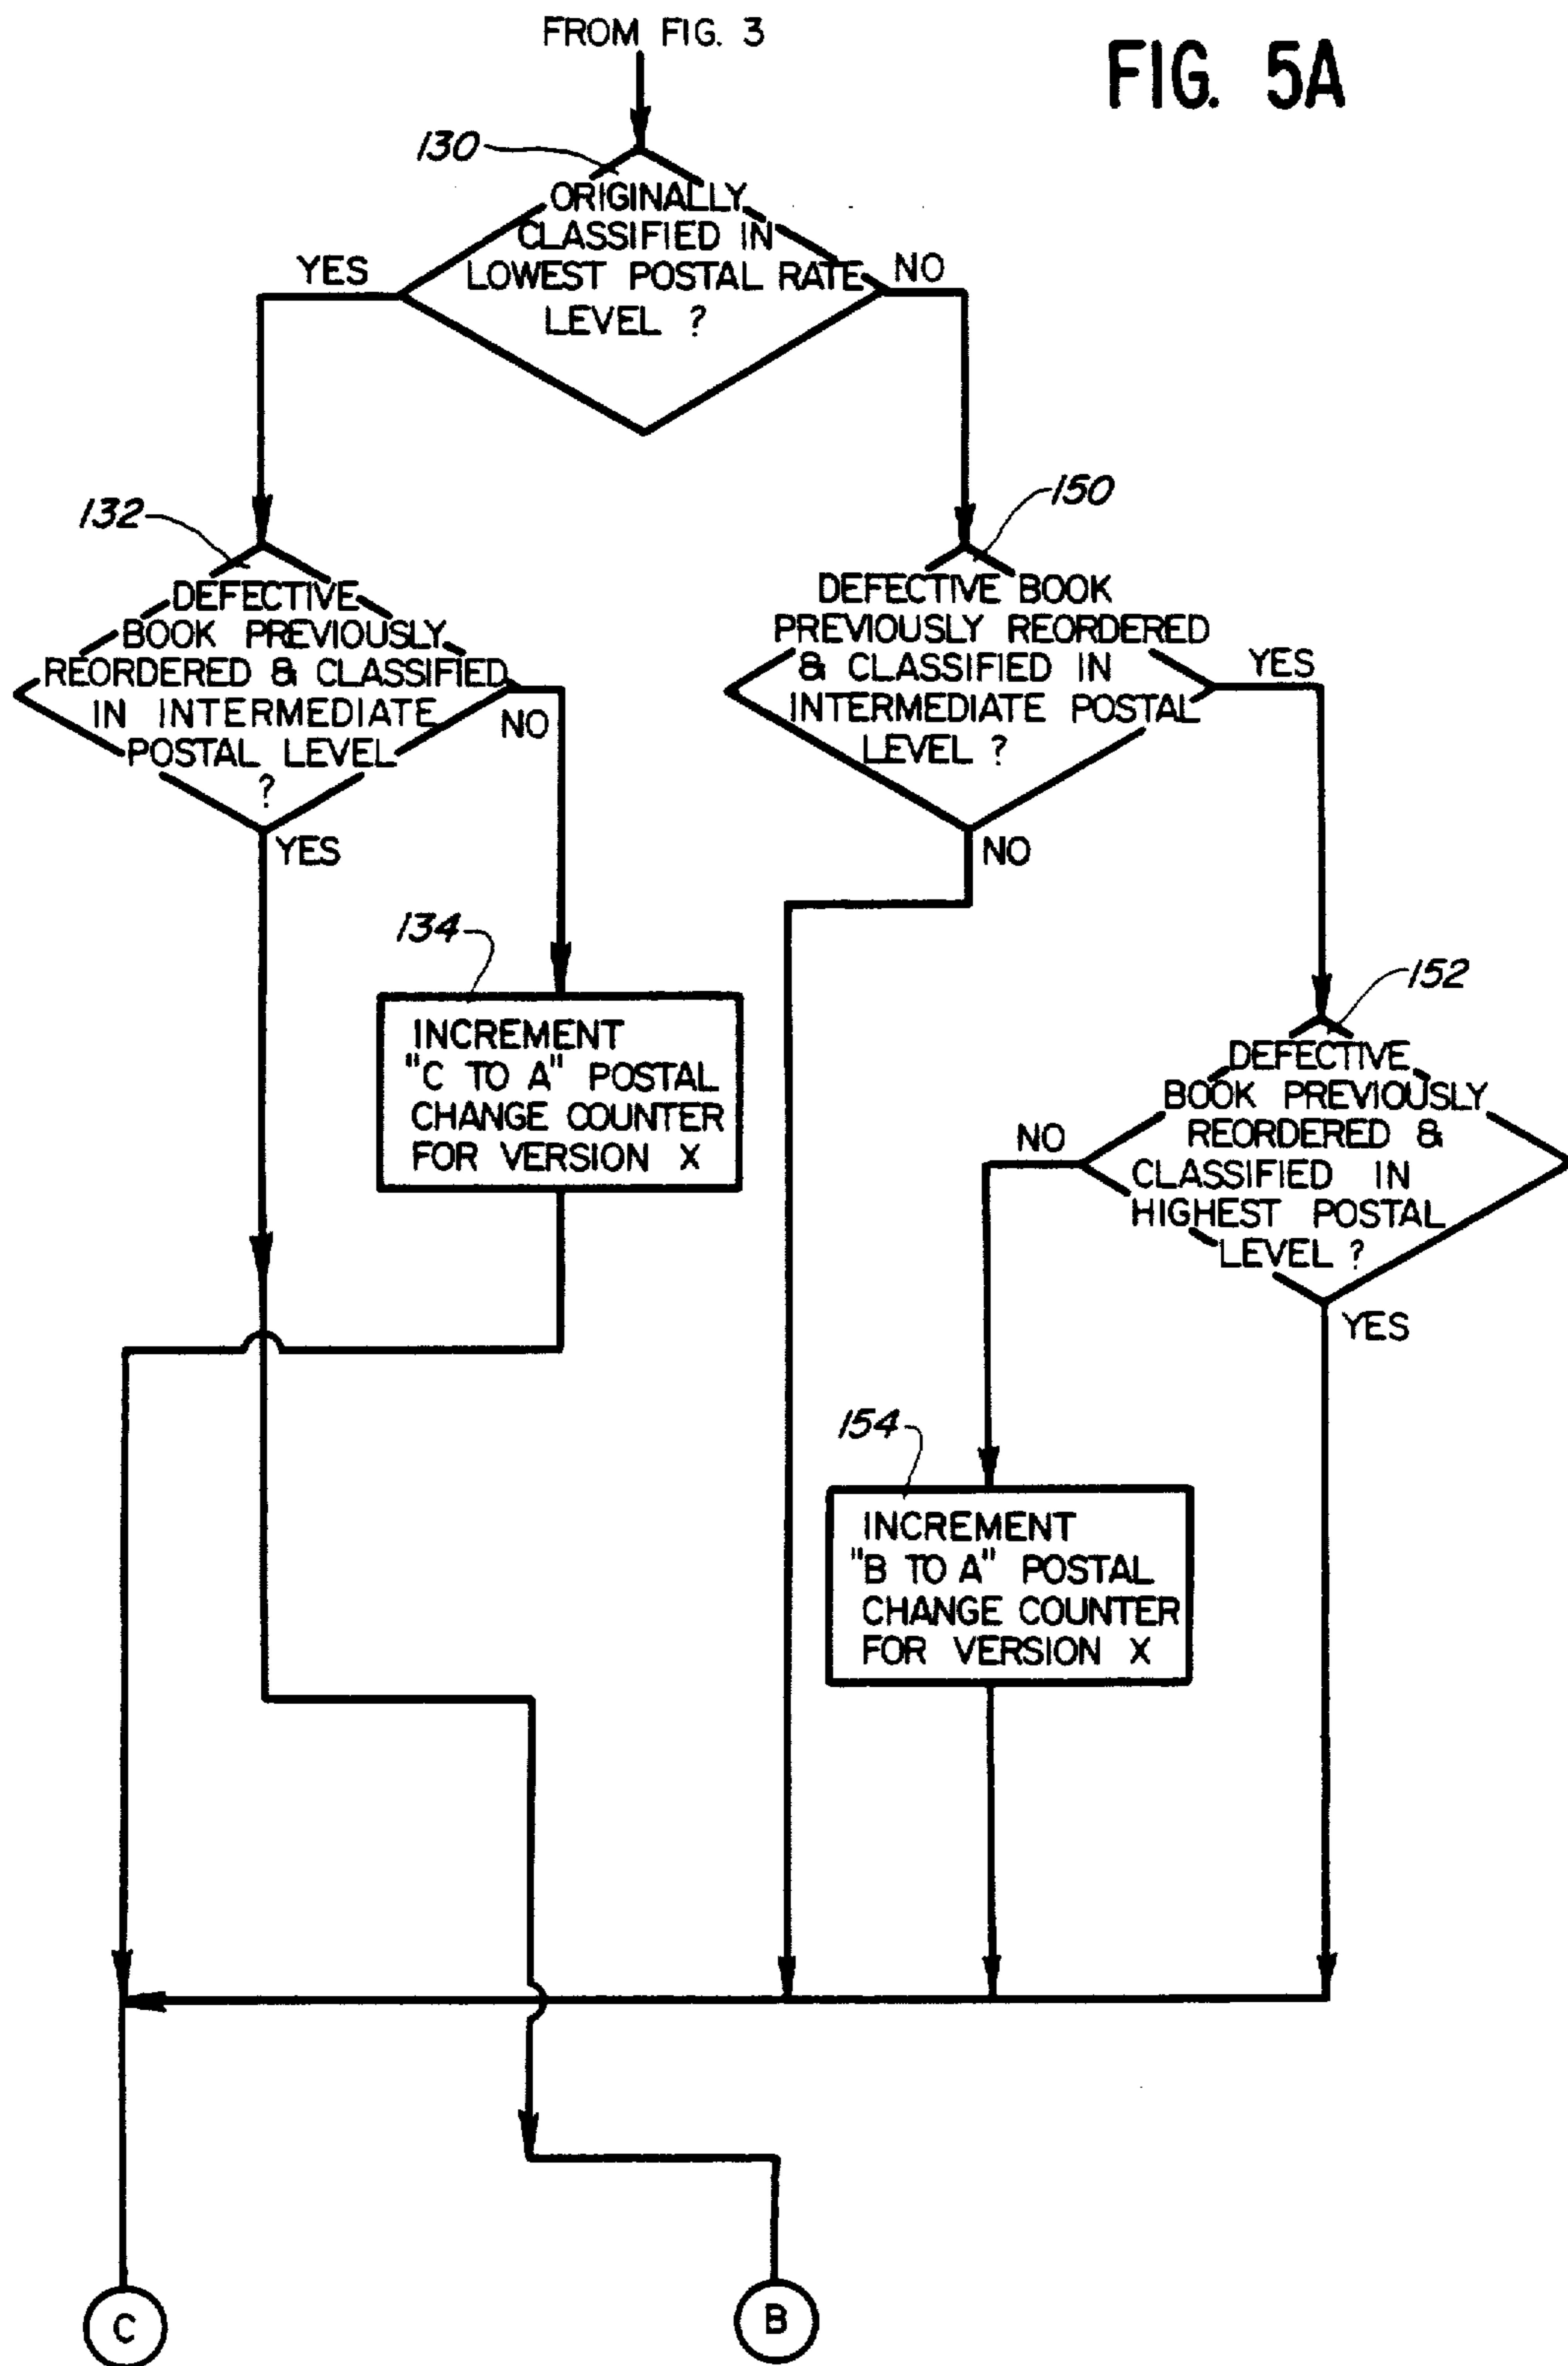 FROM FIG. 3
FIG. 5A
130
ORIGINALLY
CLASSIFIED IN
LOWEST POSTAL RATE
LEVEL ?
YES
NO
132
DEFECTIVE
BOOK PREVIOUSLY
REORDERED & CLASSIFIED
IN INTERMEDIATE
POSTAL LEVEL
?
NO
YES
150
DEFECTIVE BOOK
PREVIOUSLY REORDERED
& CLASSIFIED IN
INTERMEDIATE POSTAL
LEVEL ?
YES
NO
134
INCREMENT
"C TO A" POSTAL
CHANGE COUNTER
FOR VERSION X
152
DEFECTIVE
BOOK PREVIOUSLY
REORDERED &
CLASSIFIED IN
HIGHEST POSTAL
LEVEL ?
NO
YES
154
INCREMENT
"B TO A" POSTAL
CHANGE COUNTER
FOR VERSION X
C
B